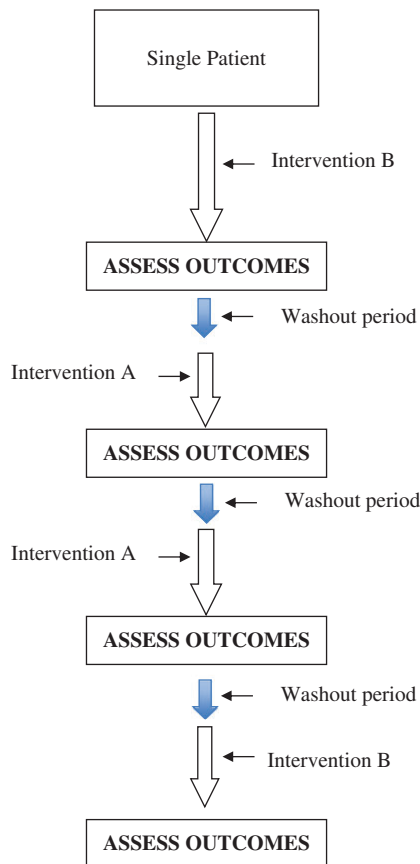 Single Patient
Intervention B
ASSESS OUTCOMES
Washout period
Intervention A
ASSESS OUTCOMES
Washout period
Intervention A
ASSESS OUTCOMES
Washout period
Intervention B
ASSESS OUTCOMES